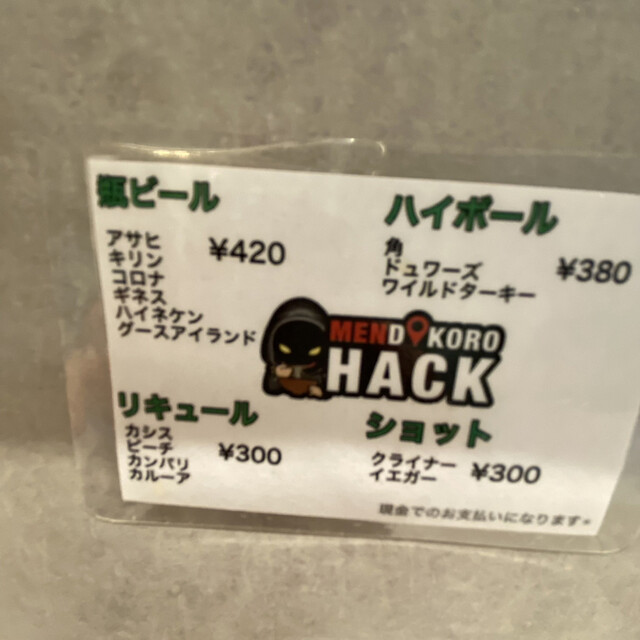 瓶ビール
アサヒ
キリン
コロナ
ギネス
ハイネケン
グースアイランド
¥420
ハイボール
角
ドュワーズ
ワイルドターキー
¥380
MENDOKORO
HACK
リキュール
カシス
ピーチ
カンパリ
カルーア
¥300
ショット
クライナー
イエガー
¥300
現金でのお支払いになります。